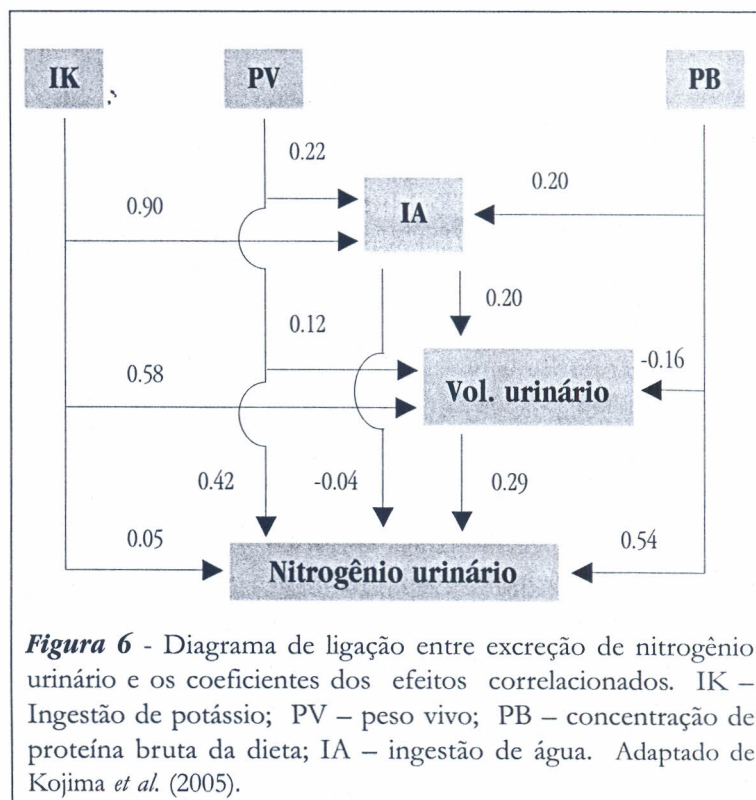 IK PV PB
0.22
0.20
0.90
IA
0.12
0.20
0.58
-0.16
Vol. urinário
0.42 -0.04 0.29
0.05
0.54
Nitrogênio urinário
Figura 6 - Diagrama de ligação entre excreção de nitrogênio
urinário e os coeficientes dos efeitos correlacionados. IK –
Ingestão de potássio; PV – peso vivo; PB – concentração de
proteína bruta da dieta; IA – ingestão de água. Adaptado de
Kojima et al. (2005).